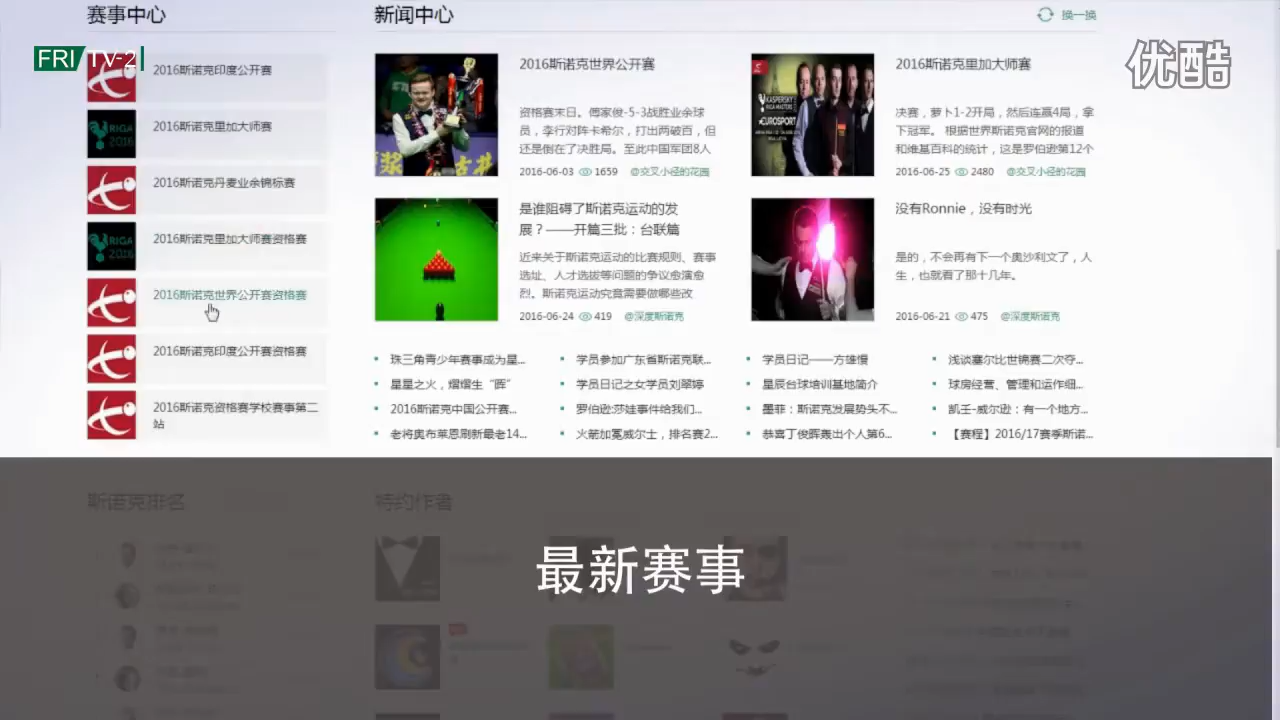 赛事中心
新闻中心
换一换
FRI TV-2
优酷
2016斯诺克印度公开赛
2016斯诺克里加大师赛
2016斯诺克丹麦业余锦标赛
2016斯诺克里加大师赛资格赛
2016斯诺克世界公开赛资格赛
2016斯诺克印度公开赛资格赛
2016斯诺克资格赛学校赛事第二
站
RIGA
2016
RIGA
2016
2016斯诺克世界公开赛
资格赛末日。傅家俊-5-3战胜业余球
员，李行对阵卡希尔，打出两破百，但
还是倒在了决胜局。至此中国军团8人
2016-06-03 1659 @交叉小径的花园
2016斯诺克里加大师赛
决赛，萝卜1-2开局，然后连赢4局，拿
下冠军。 根据世界斯诺克官网的报道
和维基百科的统计，这是罗伯逊第12个
2016-06-25 2480 @交叉小径的花园
KASPERSKY
RIGA MASTERS
EUROSPORT
是谁阻碍了斯诺克运动的发
展？——开篇三批：台联篇
近来关于斯诺克运动的比赛规则、赛事
选址、人才选拔等问题的争议愈演愈
烈。斯诺克运动究竟需要做哪些改
2016-06-24 419 @深度斯诺克
没有Ronnie，没有时光
是的，不会再有下一个奥沙利文了，人
生，也就看了那十几年。
2016-06-21 475 @深度斯诺克
珠三角青少年赛事成为星...
学员参加广东省斯诺克联...
学员日记——方雄慢
浅谈塞尔比世锦赛二次夺...
星星之火，熠熠生“晖”
学员日记之女学员刘翠婷
星辰台球培训基地简介
球房经营、管理和运作细...
2016斯诺克中国公开赛...
罗伯逊:莎娃事件给我们...
墨菲：斯诺克发展势头不...
凯王-威尔逊：有一个地方...
老将奥布莱恩刷新最老14...
火箭加冕威尔士，排名赛2...
恭喜丁俊晖轰出个人第6...
【赛程】2016/17赛季斯诺...
斯诺克排名
特约作者
最新赛事